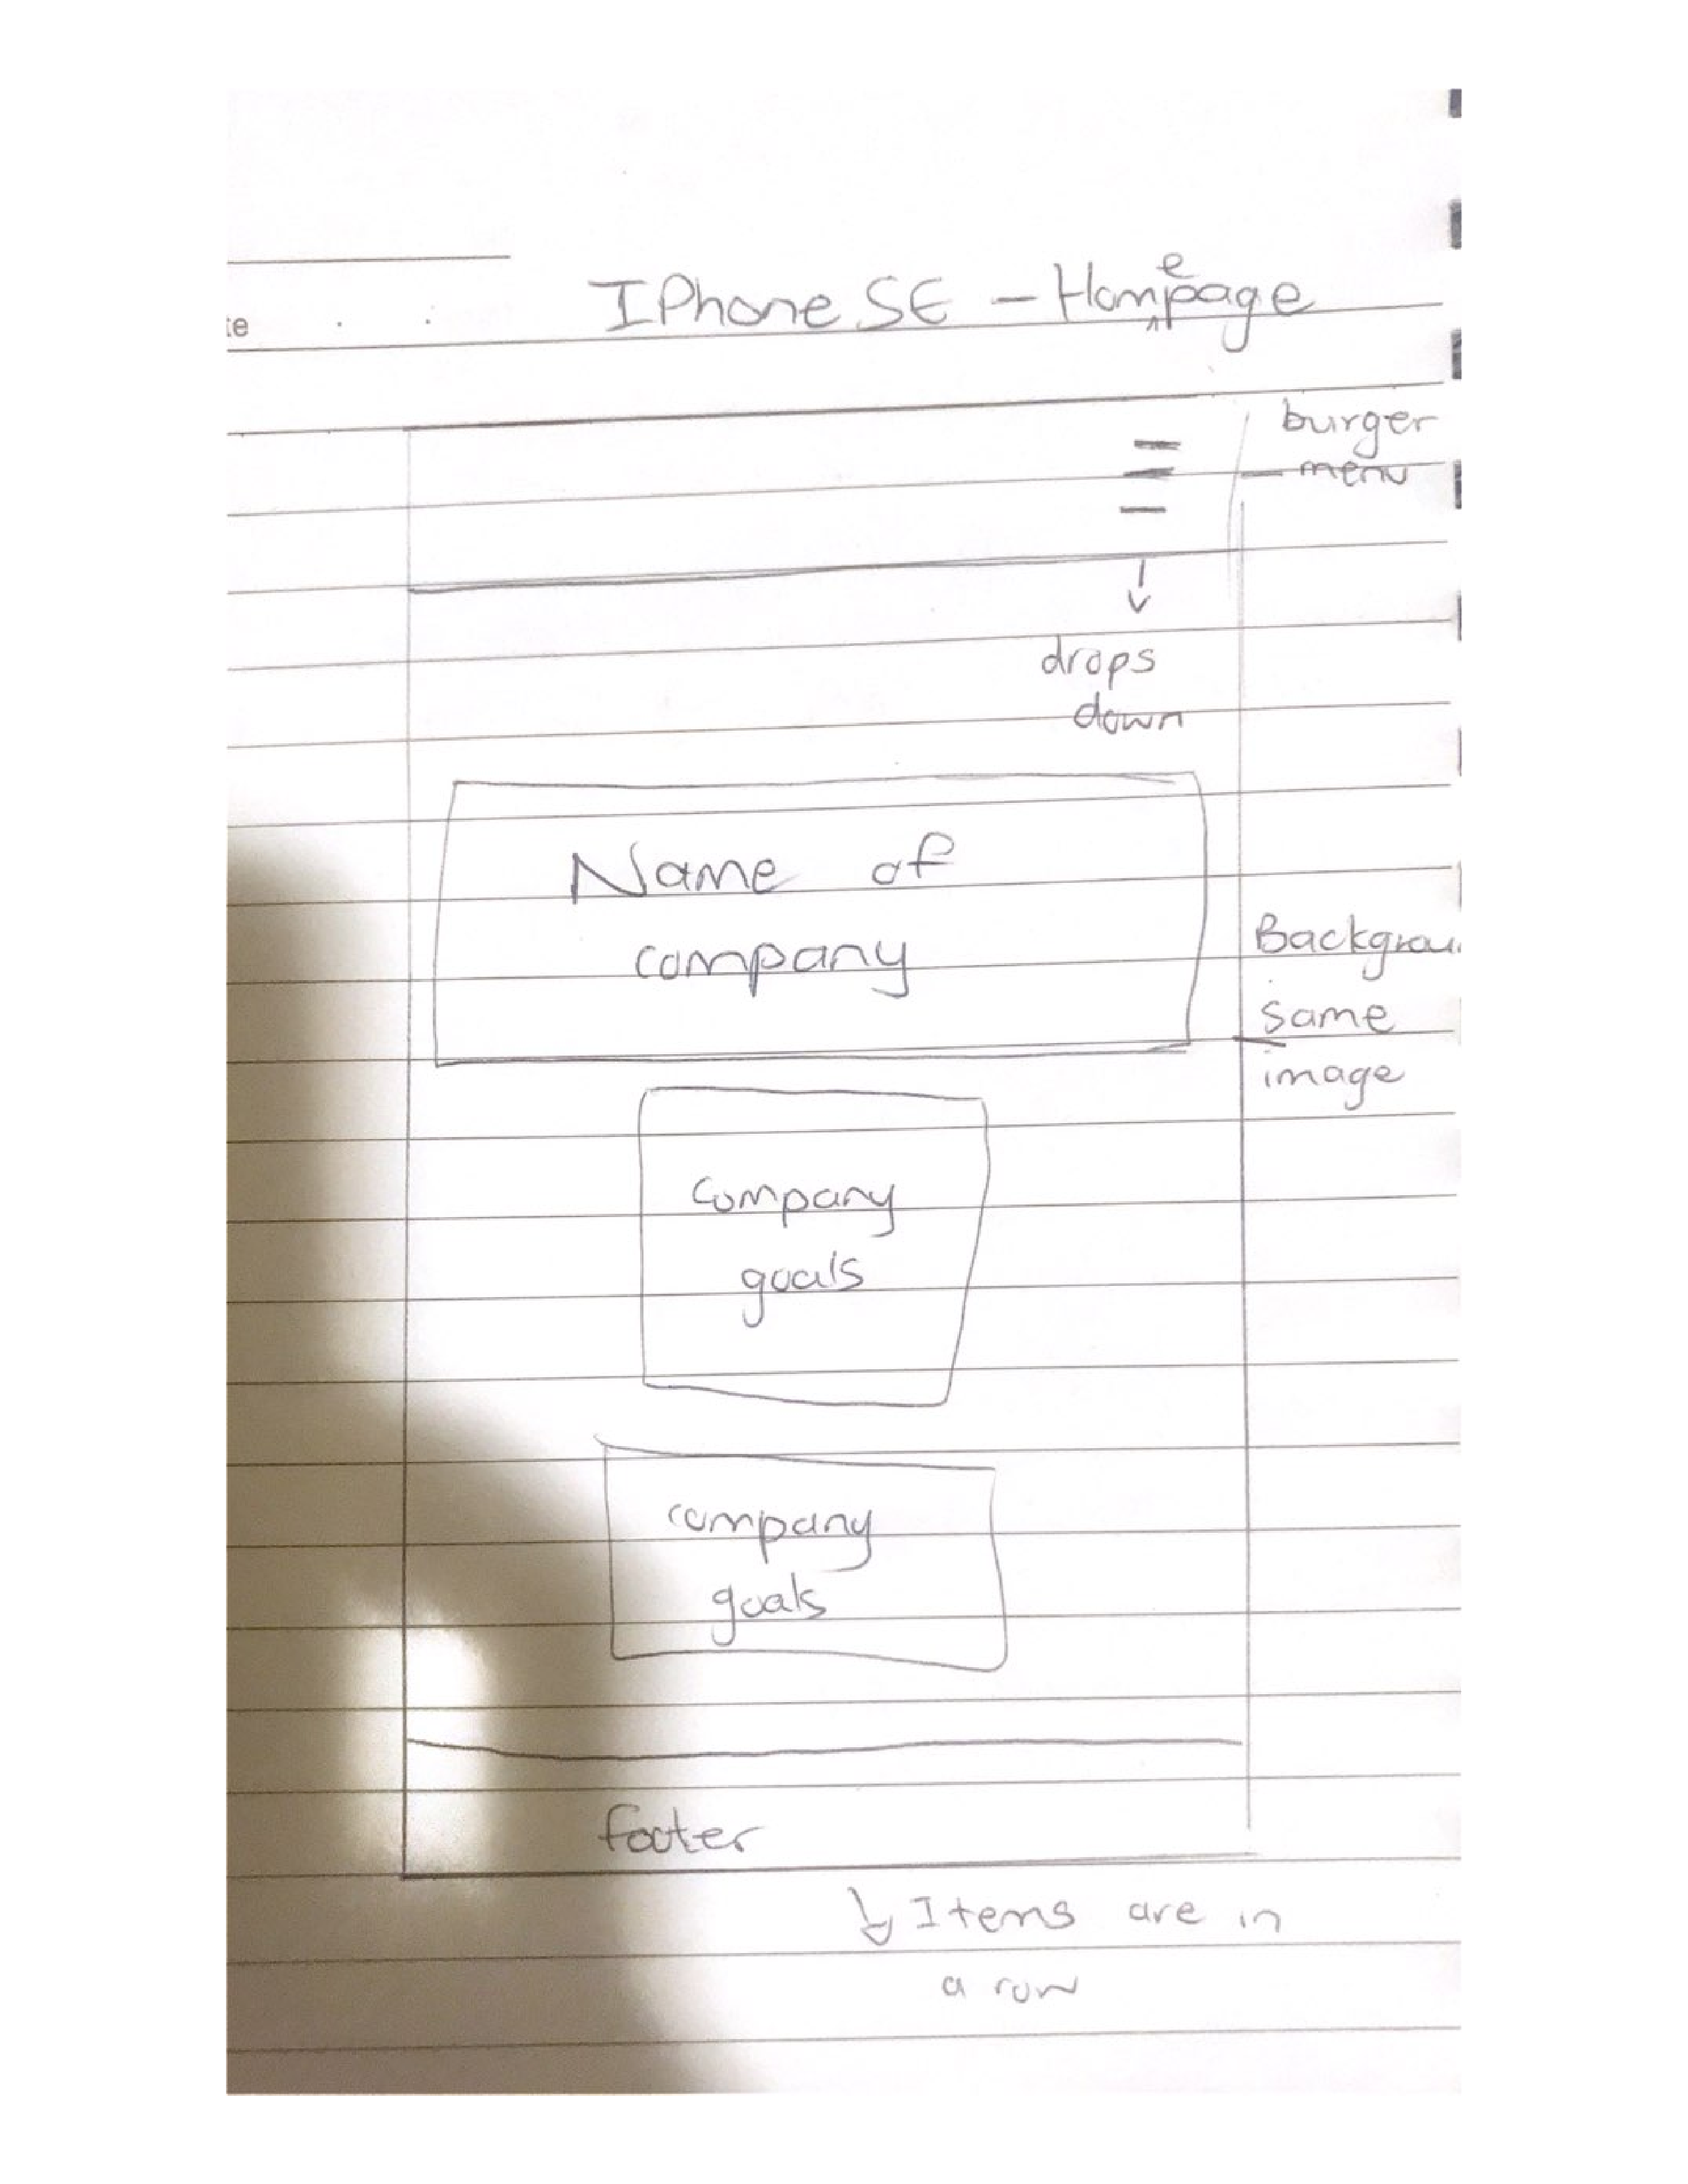 IPhone SE - Homepage
te . :
burger
menu
drops
down
Name of
company
Backgrou
same
image
Company
goals
company
goals
footer
↳ Items are in
a row